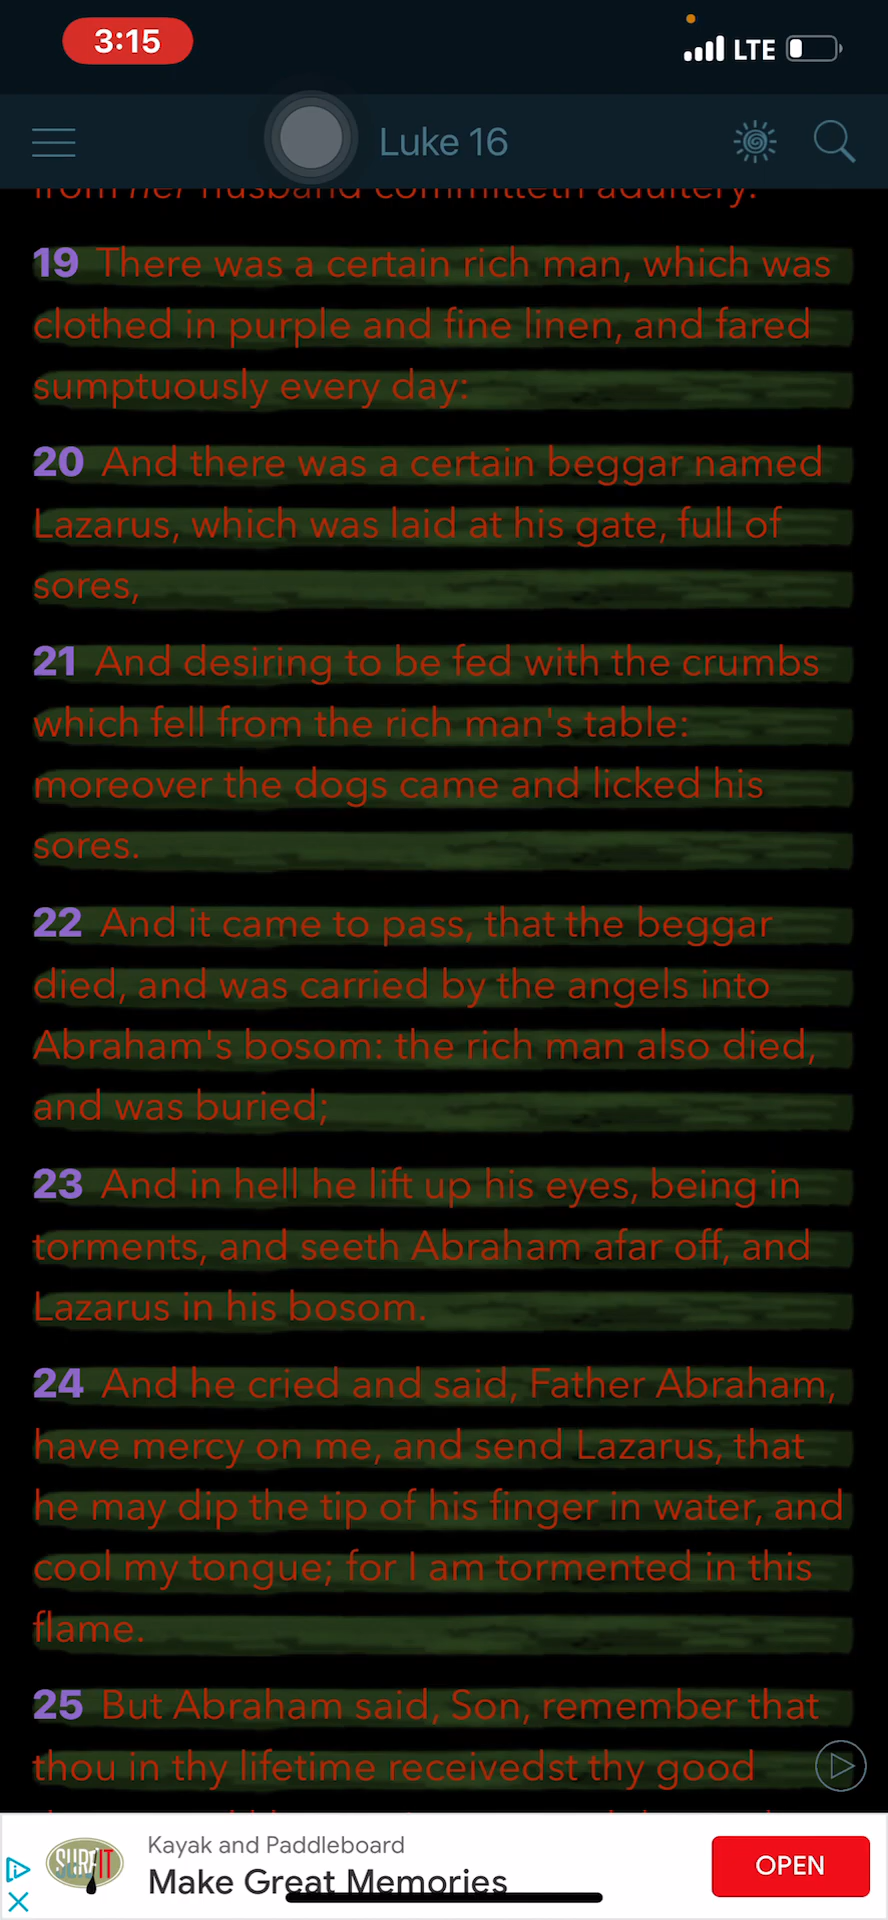 3:15
LTE
Luke 16
from her husband committeth adultery.
19 There was a certain rich man, which was
clothed in purple and fine linen, and fared
sumptuously every day:
20 And there was a certain beggar named
Lazarus, which was laid at his gate, full of
sores,
21 And desiring to be fed with the crumbs
which fell from the rich man's table:
moreover the dogs came and licked his
sores.
22 And it came to pass, that the beggar
died, and was carried by the angels into
Abraham's bosom: the rich man also died,
and was buried;
23 And in hell he lift up his eyes, being in
torments, and seeth Abraham afar off, and
Lazarus in his bosom.
24 And he cried and said, Father Abraham,
have mercy on me, and send Lazarus, that
he may dip the tip of his finger in water, and
cool my tongue; for I am tormented in this
flame.
25 But Abraham said, Son, remember that
thou in thy lifetime receivedst thy good
SURFIT
Kayak and Paddleboard
Make Great Memories
OPEN